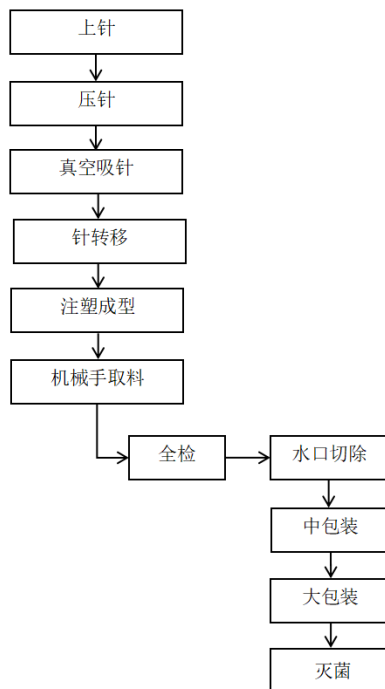 上针
压针
真空吸针
针转移
注塑成型
机械手取料
全检
水口切除
中包装
大包装
灭菌